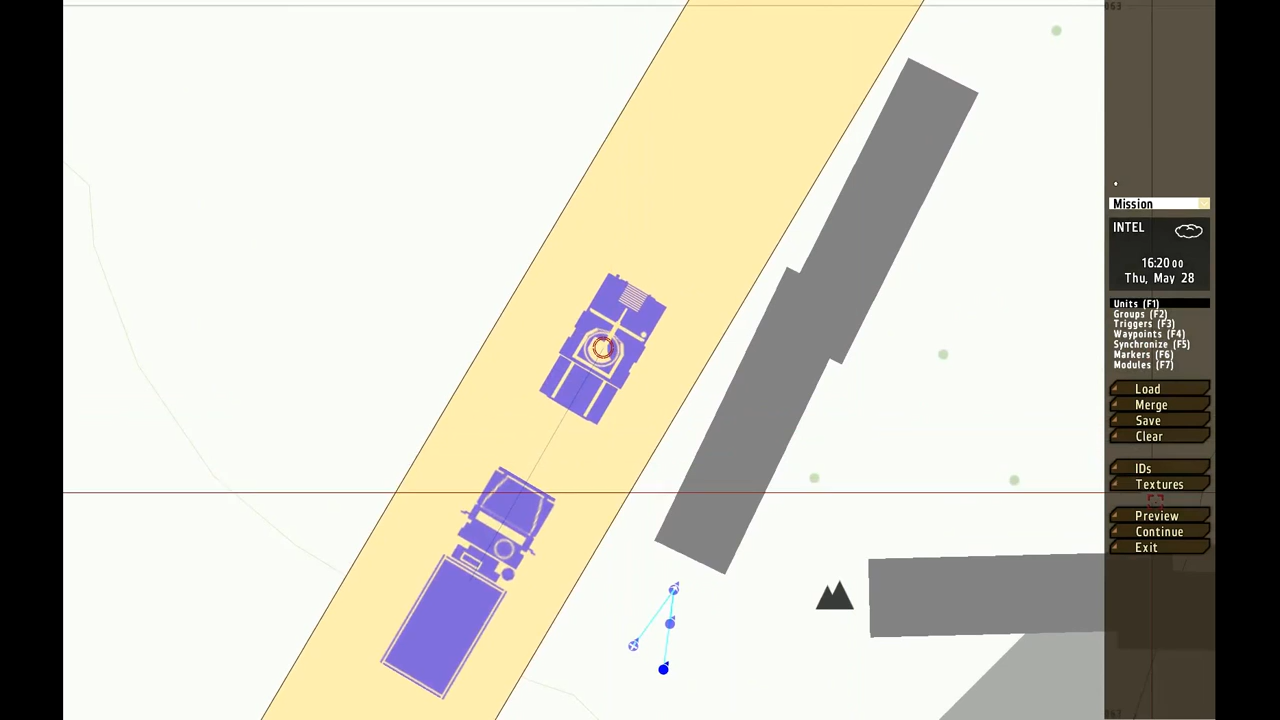 063
Mission
INTEL
16:20 00
Thu, May 28
Units (F1)
Groups (F2)
Triggers (F3)
Waypoints (F4)
Synchronize (F5)
Markers (F6)
Modules (F7)
Load
Merge
Save
Clear
IDs
Textures
Preview
Continue
Exit